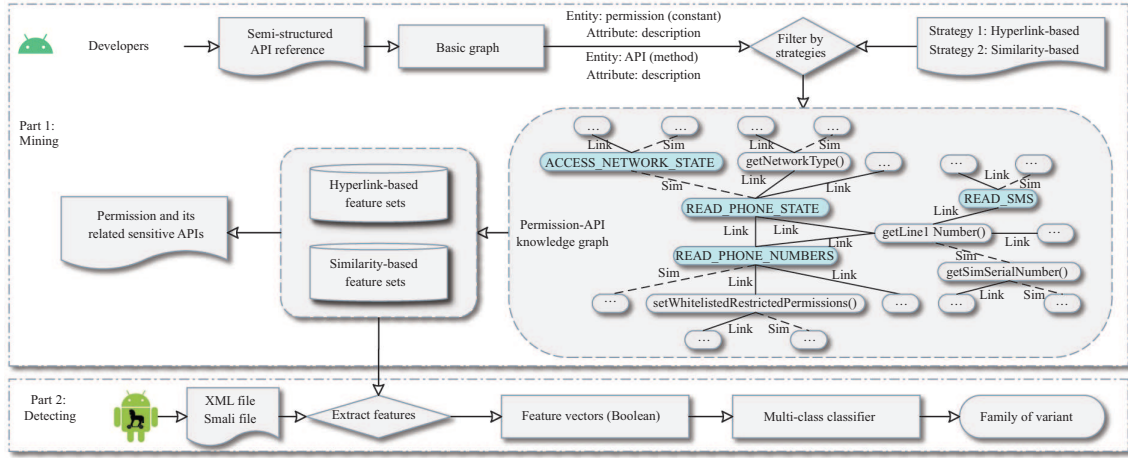 Developers
Semi-structured
API reference
Basic graph
Entity: permission (constant)
Attribute: description
Entity: API (method)
Attribute: description
Filter by
strategies
Strategy 1: Hyperlink-based
Strategy 2: Similarity-based
Part 1:
Mining
Permission and its
related sensitive APIs
Hyperlink-based
feature sets
Similarity-based
feature sets
Permission-API
knowledge graph
... ... ... ...
Link Sim Link Sim
ACCESS_NETWORK_STATE getNetworkType() ... ... ...
Sim Link Link Link Sim
READ_PHONE_STATE READ_SMS
Link Link Link
getLine1 Number() Link ...
Link
READ_PHONE_NUMBERS Sim
Sim Link Link getSimSerialNumber()
... setWhitelistedRestrictedPermissions() ... Link Sim
... ...
Link Sim
... ...
Part 2:
Detecting
XML file
Smali file
Extract features
Feature vectors (Boolean)
Multi-class classifier
Family of variant